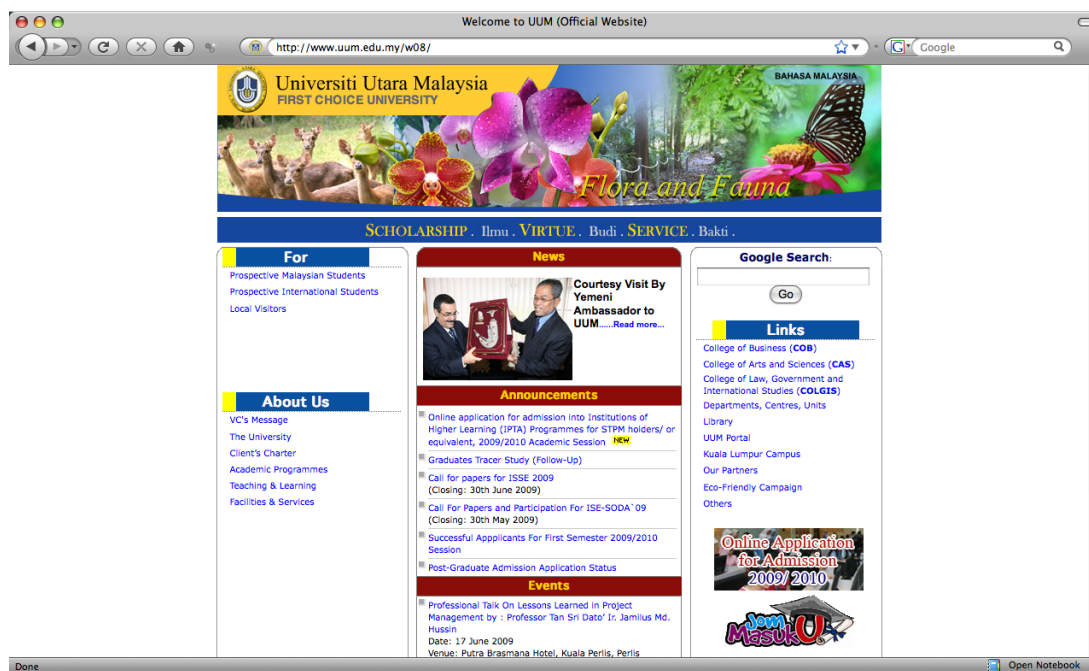 Welcome to UUM (Official Website)
http://www.uum.edu.my/w08/
Google
Universiti Utara Malaysia
FIRST CHOICE UNIVERSITY
BAHASA MALAYSIA
Flora and Fauna
SCHOLARSHIP . Ilmu . VIRTUE . Budi . SERVICE . Bakti .
For
Prospective Malaysian Students
Prospective International Students
Local Visitors
About Us
VC's Message
The University
Client's Charter
Academic Programmes
Teaching & Learning
Facilities & Services
News
Courtesy Visit By
Yemeni
Ambassador to
UUM......Read more...
Announcements
Online application for admission into Institutions of
Higher Learning (IPTA) Programmes for STPM holders/ or
equivalent, 2009/2010 Academic Session NEW
Graduates Tracer Study (Follow-Up)
Call for papers for ISSE 2009
(Closing: 30th June 2009)
Call For Papers and Participation For ISE-SODA`09
(Closing: 30th May 2009)
Successful Appplicants For First Semester 2009/2010
Session
Post-Graduate Admission Application Status
Events
Professional Talk On Lessons Learned in Project
Management by : Professor Tan Sri Dato' Ir. Jamilus Md.
Hussin
Date: 17 June 2009
Venue: Putra Brasmana Hotel, Kuala Perlis, Perlis
Google Search:
Go
Links
College of Business (COB)
College of Arts and Sciences (CAS)
College of Law, Government and
International Studies (COLGIS)
Departments, Centres, Units
Library
UUM Portal
Kuala Lumpur Campus
Our Partners
Eco-Friendly Campaign
Others
Online Application
for Admission
2009/ 2010
Jom
MasukU
Done
Open Notebook